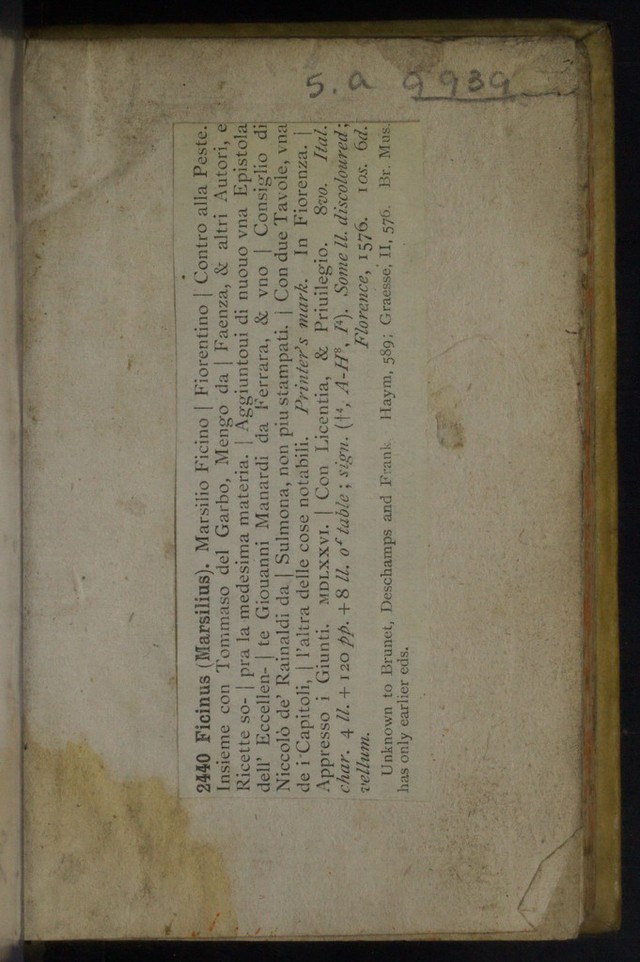 5.a 9939
2440 Ficinus (Marsilius). Marsilio Ficino | Fiorentino | Contro alla Peste.
Insieme con Tommaso del Garbo, Mengo da | Faenza, & altri Autori, e
Ricette so- | pra la medesima materia. | Aggiuntoui di nuouo vna Epistola
dell' Eccellen- | te Giouanni Manardi da Ferrara, & vno | Consiglio di
Niccolò de' Rainaldi da | Sulmona, non piu stampati. | Con due Tavole, vna
de i Capitoli, | l'altra delle cose notabili. Printer's mark. In Fiorenza. |
Appresso i Giunti. MDLXXVI. | Con Licentia, & Priuilegio. 8vo. Ital.
char. 4 ll. + 120 pp. + 8 ll. of table; sign. (†⁴, A-H⁸, I⁴). Some ll. discoloured;
vellum. Florence, 1576. 10s. 6d.
Unknown to Brunet, Deschamps and Frank Haym, 589; Graesse, II, 576. Br. Mus.
has only earlier eds.